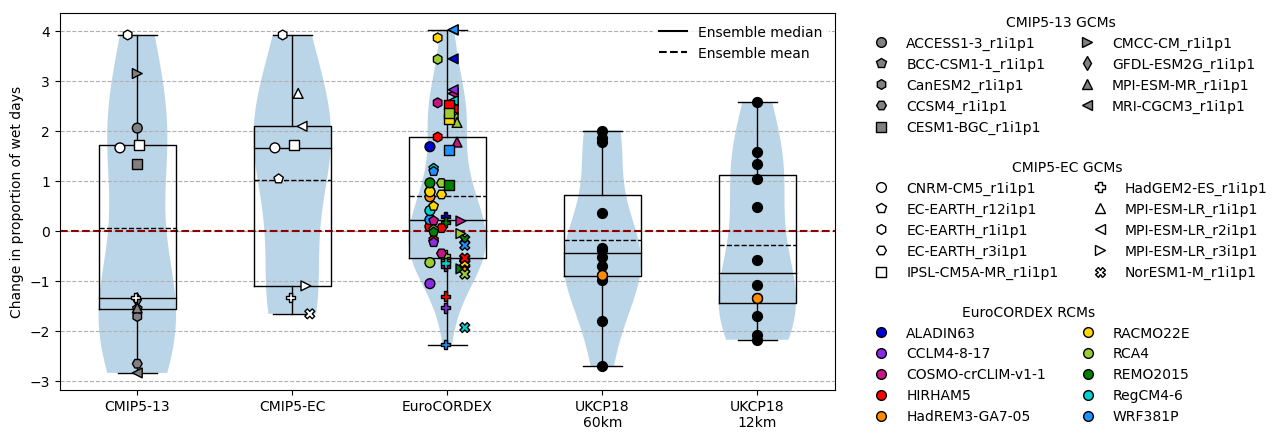 Change in proportion of wet days
4
3
2
1
0
−1
−2
−3
Ensemble median
Ensemble mean
CMIP5-13
CMIP5-EC
EuroCORDEX
UKCP18
60km
UKCP18
12km
CMIP5-13 GCMs
ACCESS1-3_r1i1p1
BCC-CSM1-1_r1i1p1
CanESM2_r1i1p1
CCSM4_r1i1p1
CESM1-BGC_r1i1p1
CMCC-CM_r1i1p1
GFDL-ESM2G_r1i1p1
MPI-ESM-MR_r1i1p1
MRI-CGCM3_r1i1p1
CMIP5-EC GCMs
CNRM-CM5_r1i1p1
EC-EARTH_r12i1p1
EC-EARTH_r1i1p1
EC-EARTH_r3i1p1
IPSL-CM5A-MR_r1i1p1
HadGEM2-ES_r1i1p1
MPI-ESM-LR_r1i1p1
MPI-ESM-LR_r2i1p1
MPI-ESM-LR_r3i1p1
NorESM1-M_r1i1p1
EuroCORDEX RCMs
ALADIN63
CCLM4-8-17
COSMO-crCLIM-v1-1
HIRHAM5
HadREM3-GA7-05
RACMO22E
RCA4
REMO2015
RegCM4-6
WRF381P